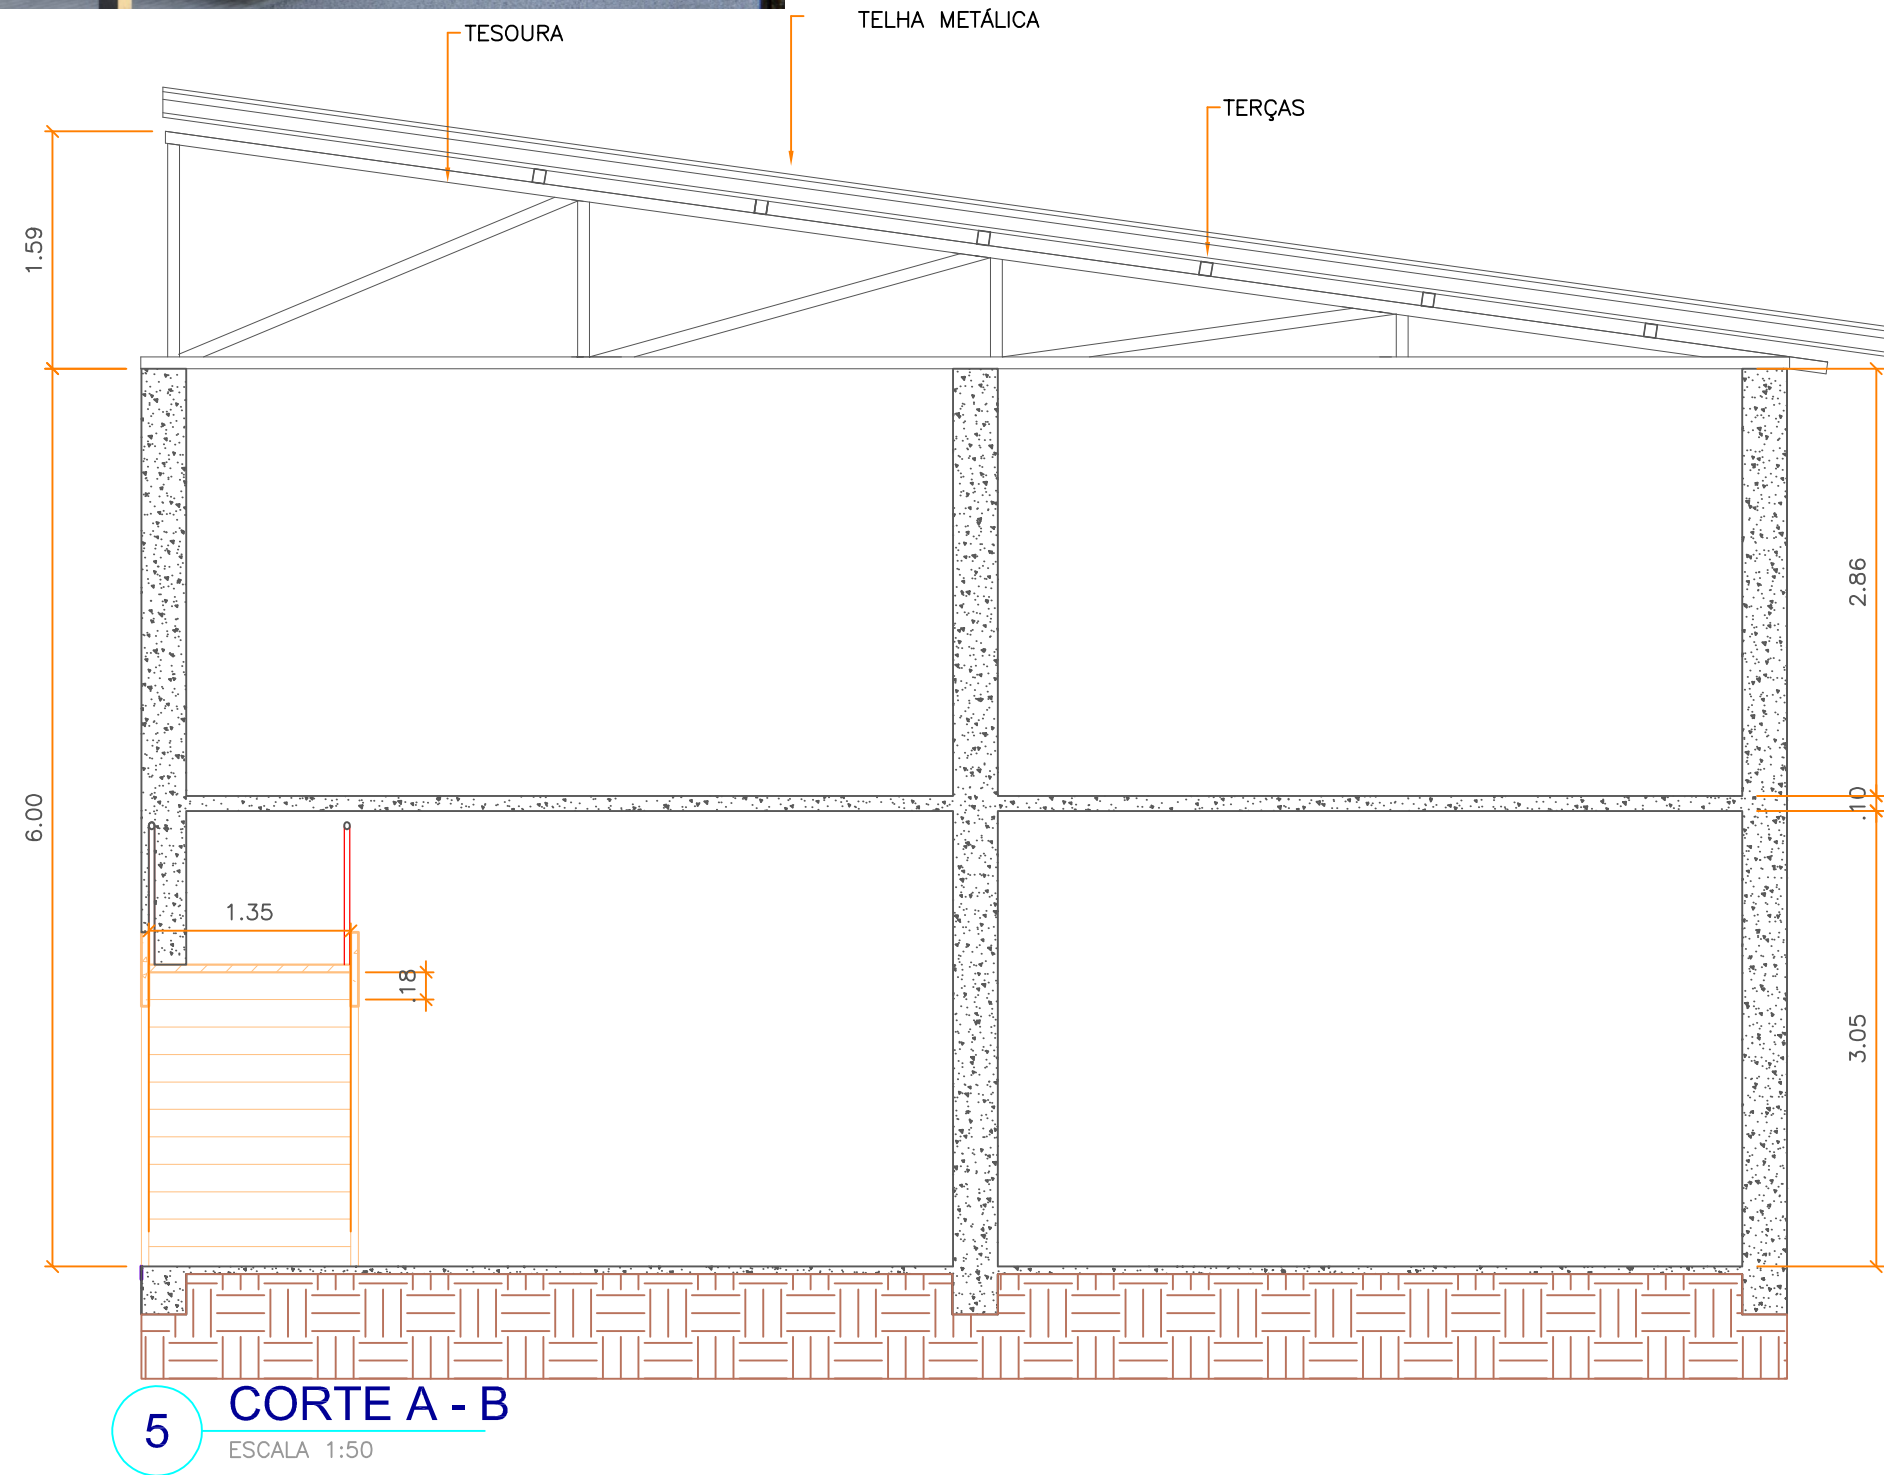 TELHA METÁLICA
TESOURA
TERÇAS
1.59
2.86
.10
6.00
1.35
.18
3.05
5
CORTE A - B
ESCALA 1:50